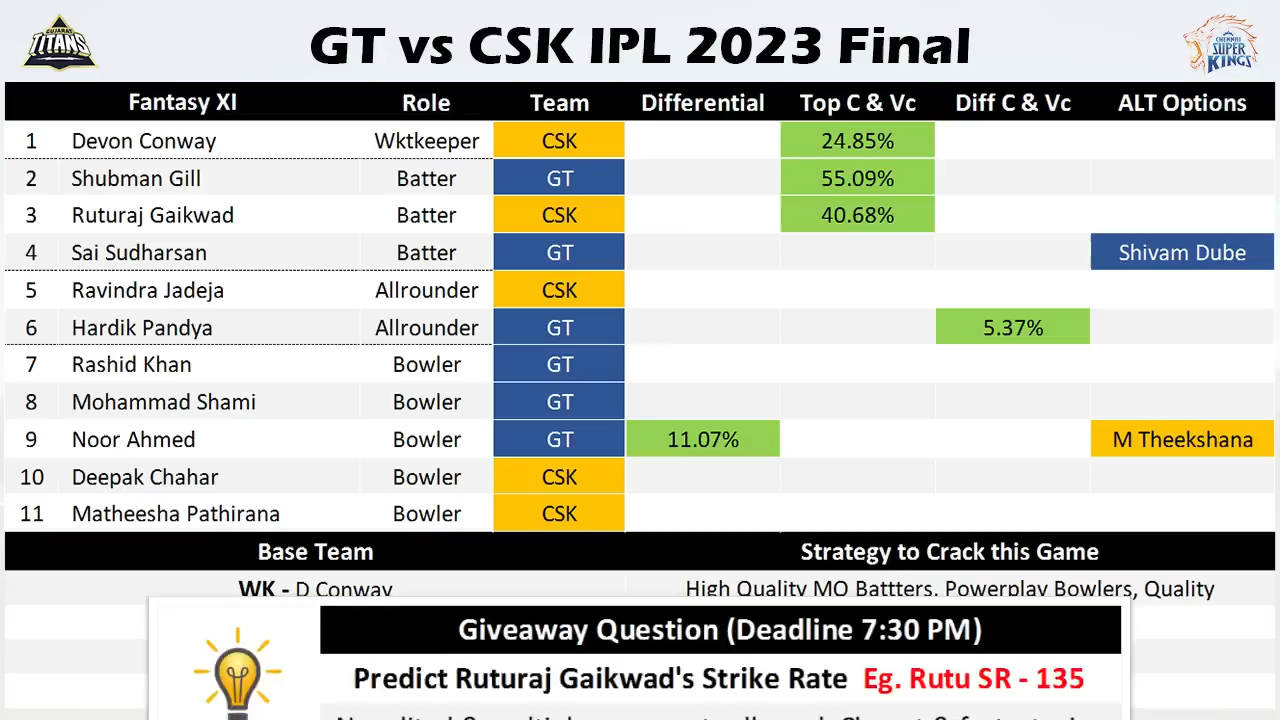 GUJARAT
TITANS
GT vs CSK IPL 2023 Final
CHENNAI
SUPER
KINGS
Fantasy XI Role Team Differential Top C & Vc Diff C & Vc ALT Options
1 Devon Conway Wktkeeper CSK 24.85%
2 Shubman Gill Batter GT 55.09%
3 Ruturaj Gaikwad Batter CSK 40.68%
4 Sai Sudharsan Batter GT Shivam Dube
5 Ravindra Jadeja Allrounder CSK
6 Hardik Pandya Allrounder GT 5.37%
7 Rashid Khan Bowler GT
8 Mohammad Shami Bowler GT
9 Noor Ahmed Bowler GT 11.07% M Theekshana
10 Deepak Chahar Bowler CSK
11 Matheesha Pathirana Bowler CSK
Base Team Strategy to Crack this Game
WK - D Conway High Quality MO Battters, Powerplay Bowlers, Quality
Giveaway Question (Deadline 7:30 PM)
Predict Ruturaj Gaikwad's Strike Rate Eg. Rutu SR - 135